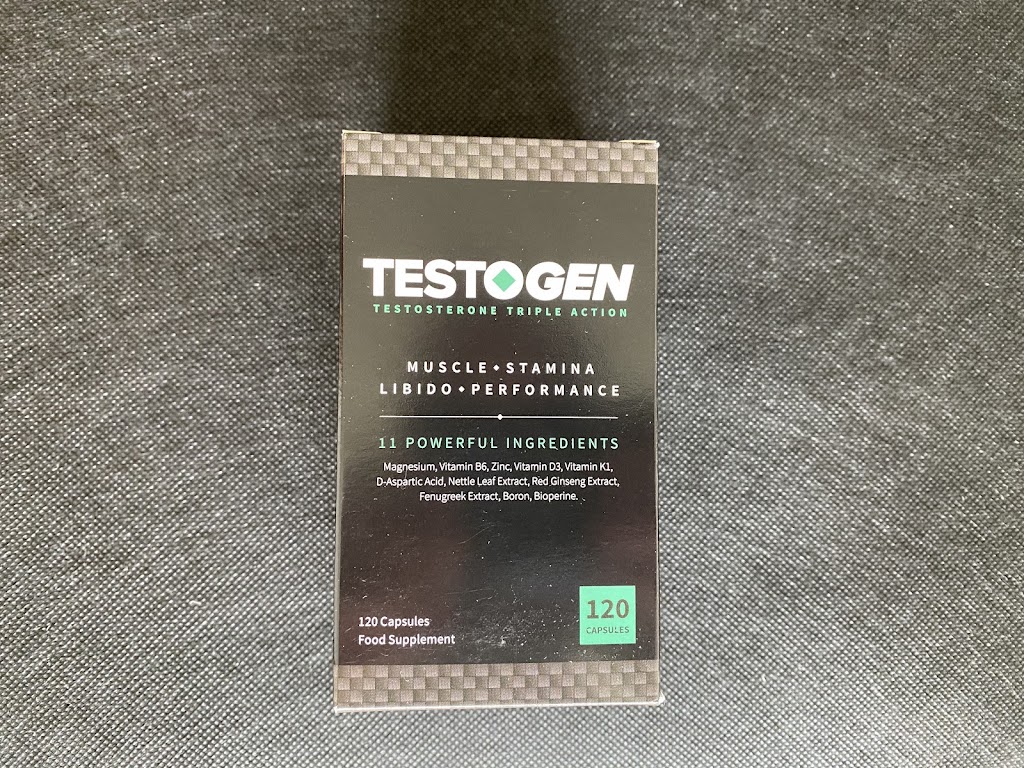 TESTOGEN
TESTOSTERONE TRIPLE ACTION
MUSCLE◆STAMINA
LIBIDO◆PERFORMANCE
11 POWERFUL INGREDIENTS
Magnesium, Vitamin B6, Zinc, Vitamin D3, Vitamin K1,
D-Aspartic Acid, Nettle Leaf Extract, Red Ginseng Extract,
Fenugreek Extract, Boron, Bioperine.
120 Capsules
Food Supplement
120
CAPSULES